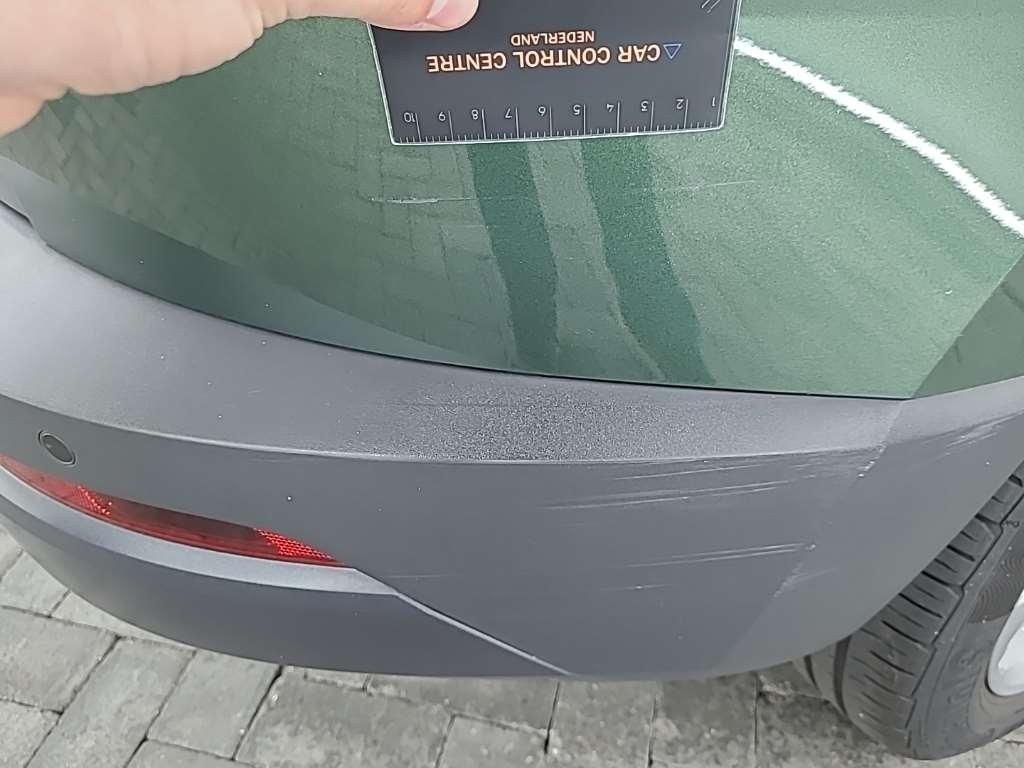 CAR CONTROL CENTRE
NEDERLAND
1 2 3 4 5 6 7 8 9 10